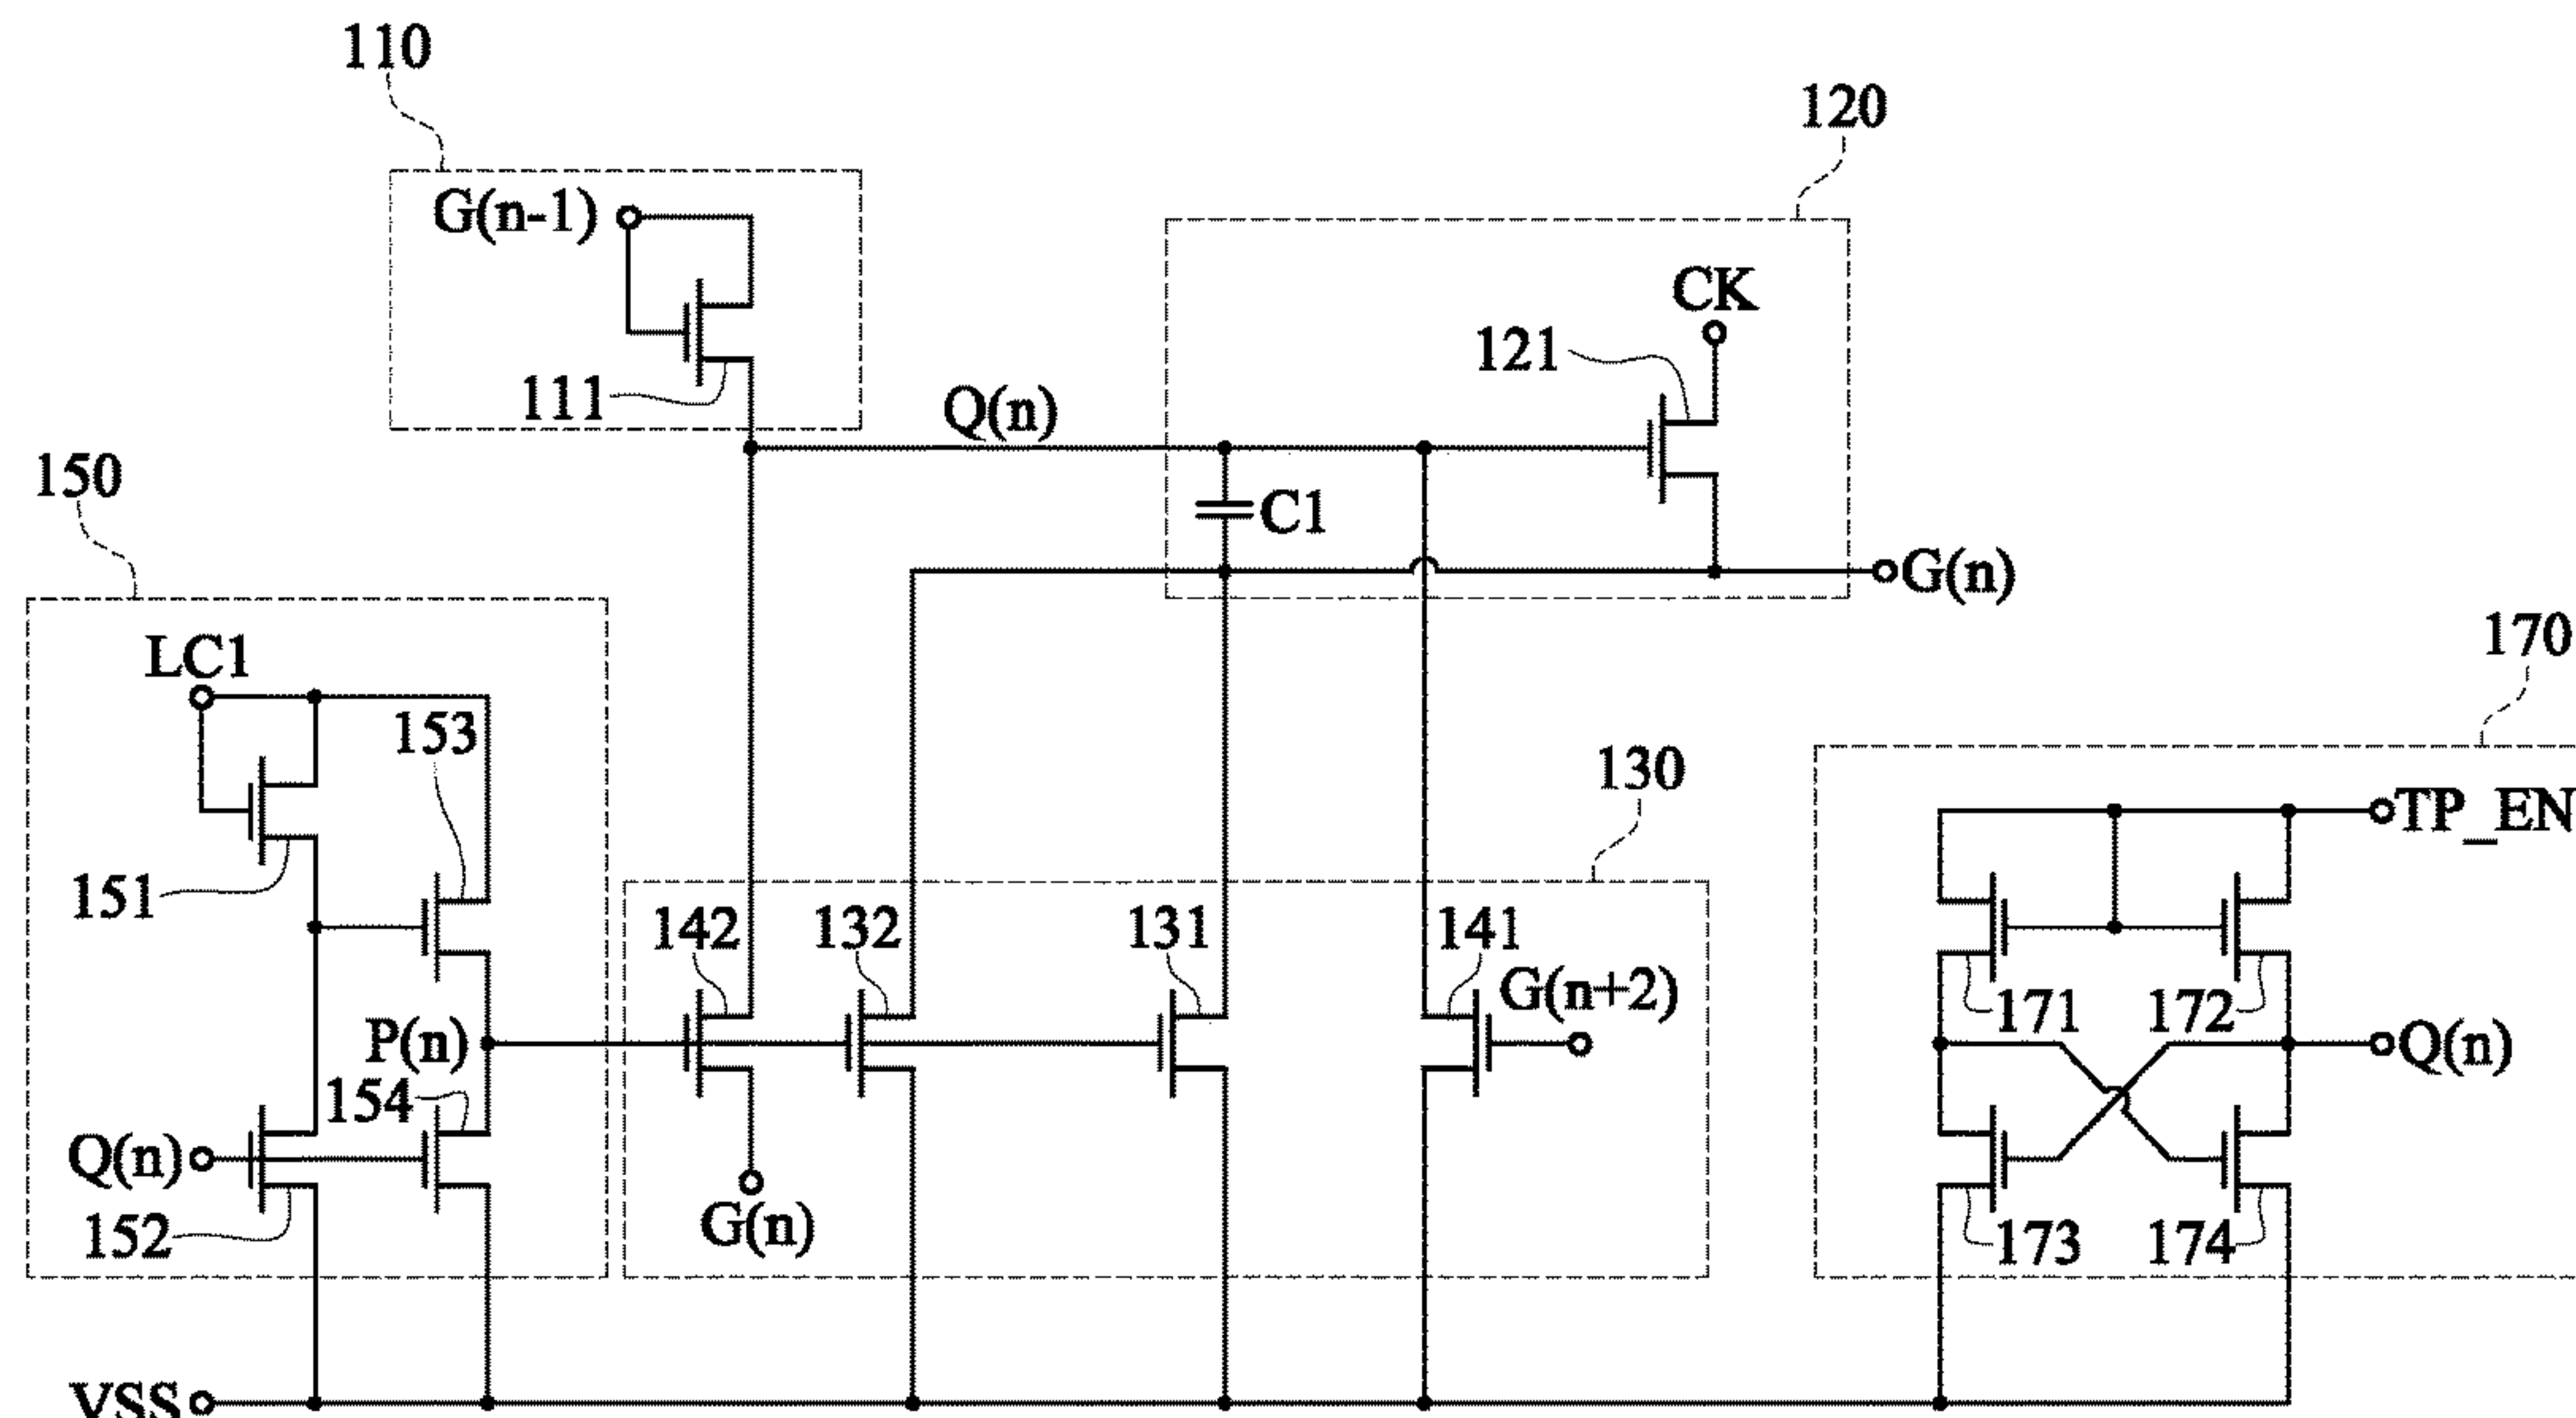 110
120
G(n-1)
CK
121
111
Q(n)
150
C1
G(n)
170
LC1
153
130
TP_EN
151
142
132
131
141
G(n+2)
171
172
P(n)
Q(n)
154
Q(n)
G(n)
152
173
174
VSS